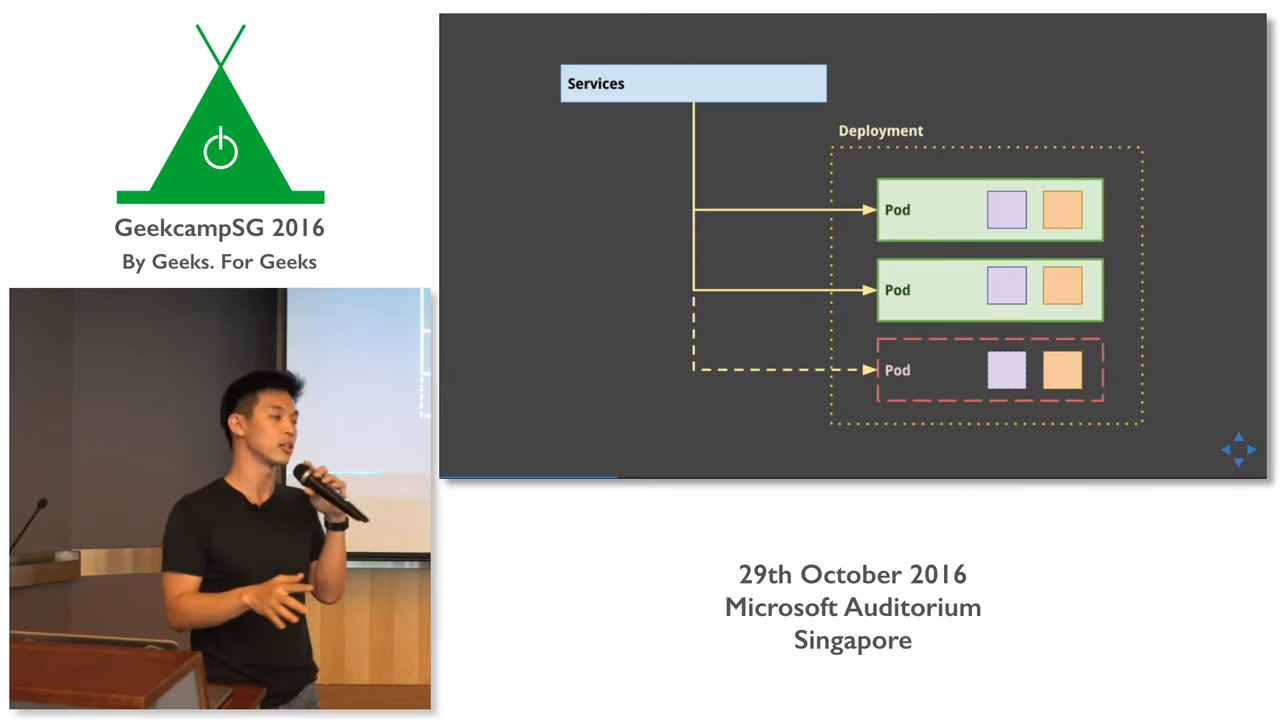 GeekcampSG 2016
By Geeks. For Geeks
Services
Deployment
Pod
Pod
Pod
29th October 2016
Microsoft Auditorium
Singapore